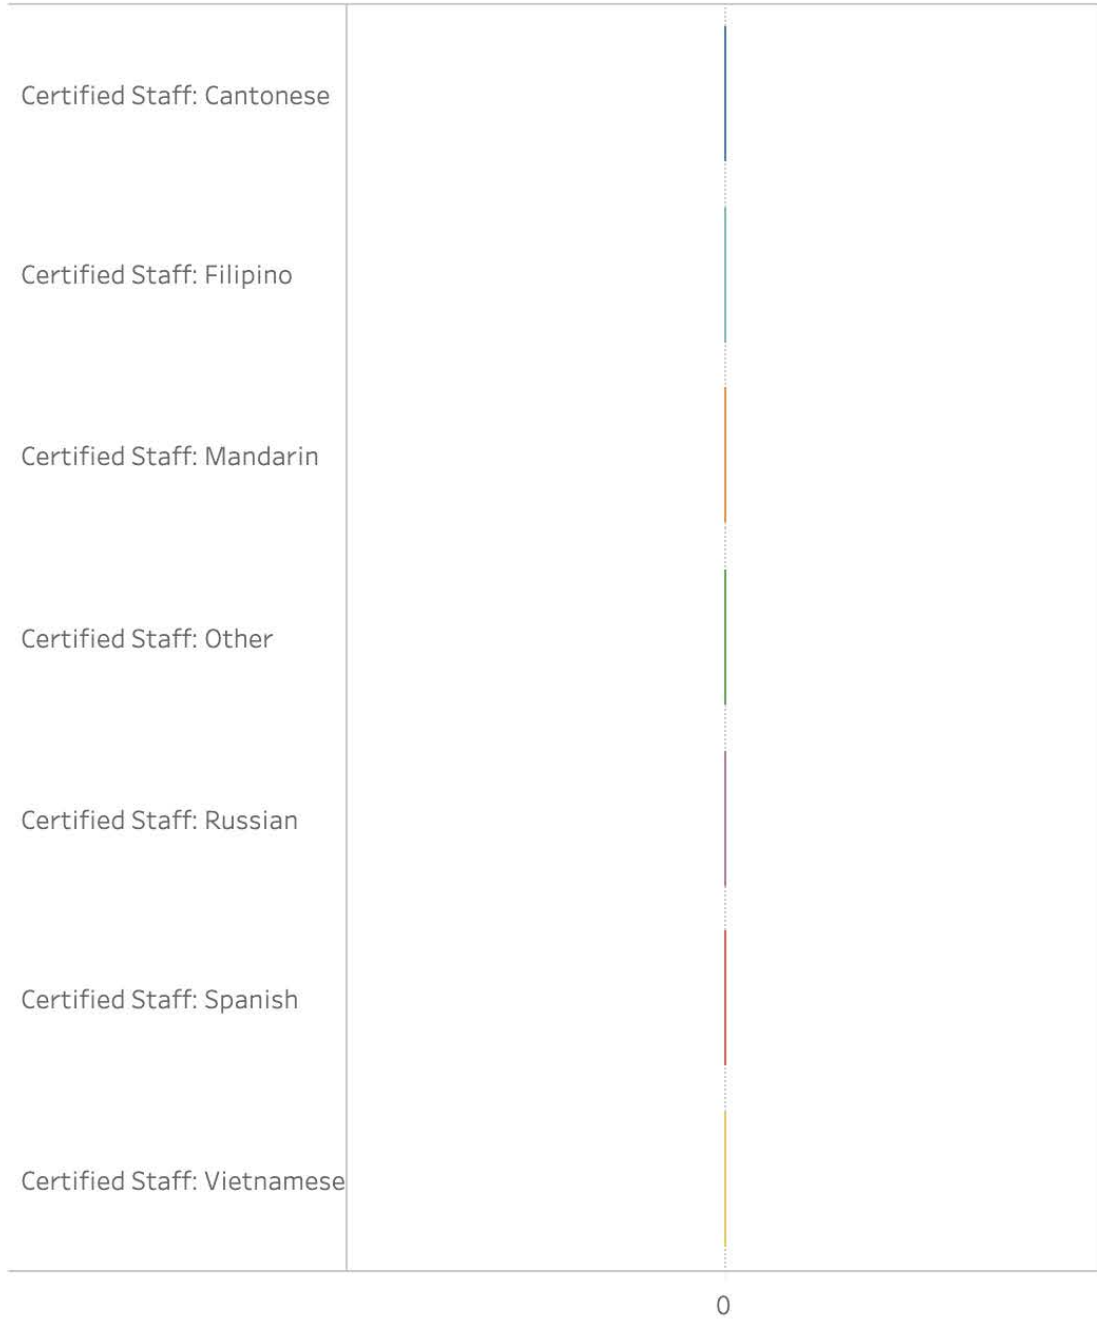 Certified Staff: Cantonese
Certified Staff: Filipino
Certified Staff: Mandarin
Certified Staff: Other
Certified Staff: Russian
Certified Staff: Spanish
Certified Staff: Vietnamese
0